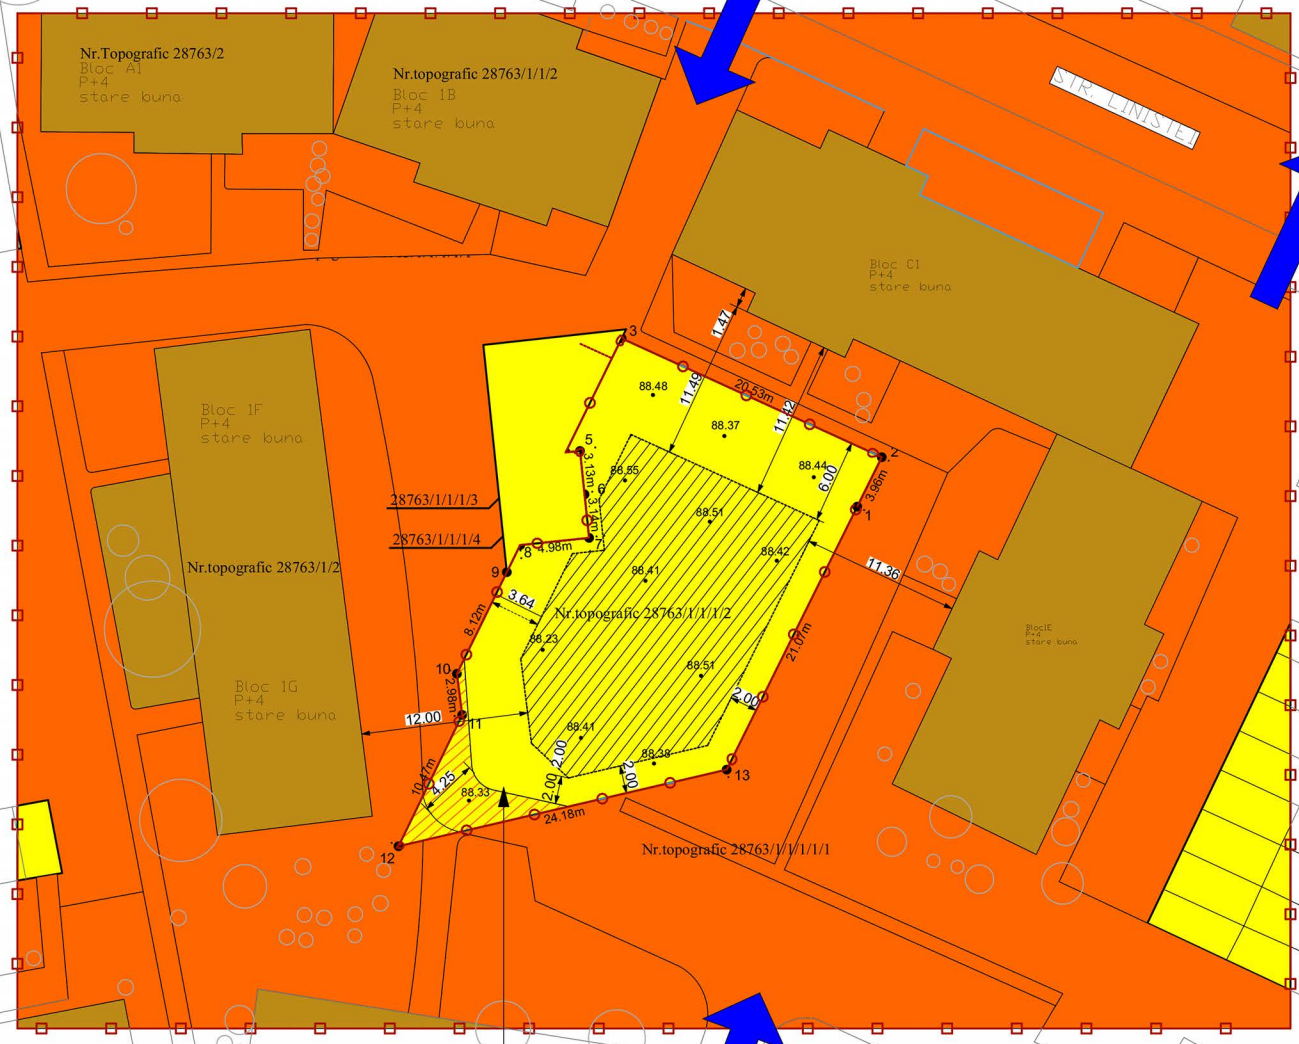 Nr.Topografic 28763/2
Bloc A1
P+4
stare buna
Nr.topografic 28763/1/1/2
Bloc 1B
P+4
stare buna
STR. LINISTEI
Bloc C1
P+4
stare buna
1.47
3
88.48
11.49
20.53m
11.42
88.37
Bloc 1F
P+4
stare buna
5
3.13m
88.55
88.44
6.00
2
3.96m
6
28763/1/1/1/3
3.14m
88.51
1
28763/1/1/1/4
8
4.98m
7
88.42
Nr.topografic 28763/1/2
9
88.41
11.36
3.64
Nr.topografic 28763/1/1/1/2
8.12m
88.23
21.07m
Bloc1E
P+4
stare buna
10
2.98m
88.51
Bloc 1G
P+4
stare buna
2.00
12.00
11
88.41
2.00
88.38
10.47m
4.25
2.00
2.00
13
88.33
24.18m
12
Nr.topografic 28763/1/1/1/1/1